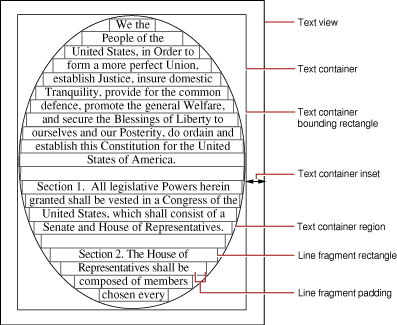 We the
People of the
United States, in Order to
form a more perfect Union,
establish Justice, insure domestic
Tranquility, provide for the common
defence, promote the general Welfare,
and secure the Blessings of Liberty to
ourselves and our Posterity, do ordain and
establish this Constitution for the United
States of America.
Section 1.  All legislative Powers herein
granted shall be vested in a Congress of the
United States, which shall consist of a
Senate and House of Representatives.
Section 2. The House of
Representatives shall be
composed of members
chosen every
Text view
Text container
Text container
bounding rectangle
Text container inset
Text container region
Line fragment rectangle
Line fragment padding